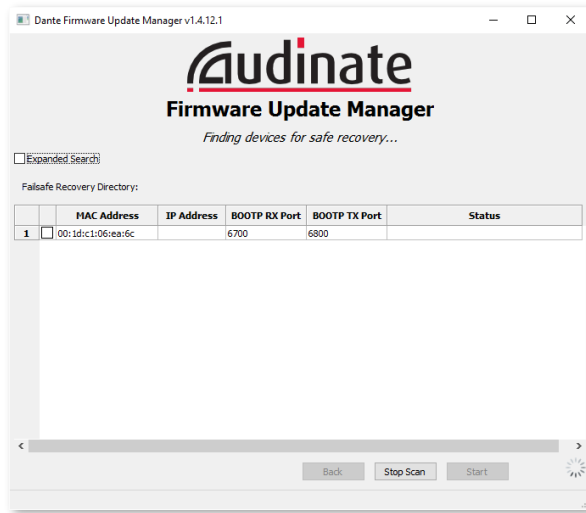 Dante Firmware Update Manager v1.4.12.1
Audinate
Firmware Update Manager
Finding devices for safe recovery...
Expanded Search
Failsafe Recovery Directory:
MAC Address IP Address BOOTP RX Port BOOTP TX Port Status
1 00:1d:c1:06:ea:6c 6700 6800
Back Stop Scan Start